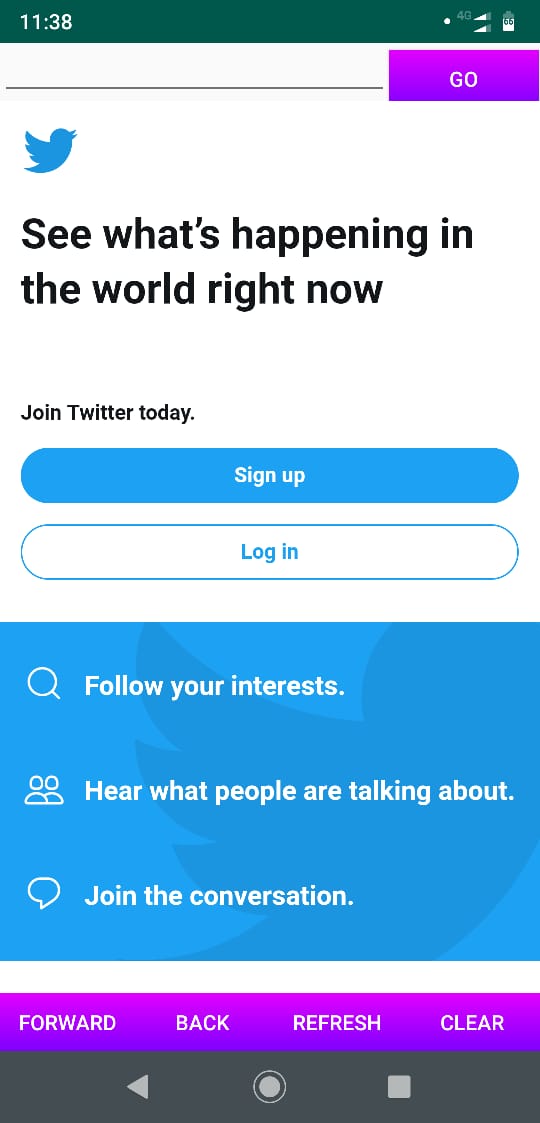 11:38
4G
66
GO
See what's happening in
the world right now
Join Twitter today.
Sign up
Log in
Follow your interests.
Hear what people are talking about.
Join the conversation.
FORWARD BACK REFRESH CLEAR